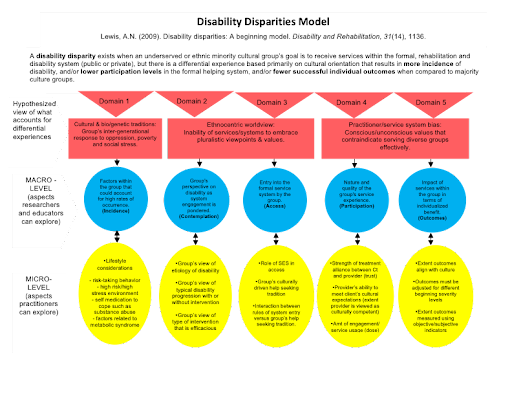 Disability Disparities Model
Lewis, A.N. (2009). Disability disparities: A beginning model. Disability and Rehabilitation, 31(14), 1136.
A disability disparity exists when an underserved or ethnic minority cultural group's goal is to receive services within the formal, rehabilitation and
disability system (public or private), but there is a differential experience based primarily on cultural orientation that results in more incidence of
disability, and/or lower participation levels in the formal helping system, and/or fewer successful individual outcomes when compared to majority
culture groups.
Hypothesized
view of what
accounts for
differential
experiences
Domain 1
Domain 2
Domain 3
Domain 4
Domain 5
Cultural & bio/genetic traditions:
Group's inter-generational
response to oppression, poverty
and social stress.
Ethnocentric worldview:
Inability of services/systems to embrace
pluralistic viewpoints & values.
Practitioner/service system bias:
Conscious/unconscious values that
contraindicate serving diverse groups
effectively.
MACRO -
LEVEL
(aspects
researchers
and educators
can explore)
Factors within
the group that
could account
for high rates of
occurrence.
(Incidence)
Group's
perspective on
disability as
system
engagement is
pondered.
(Contemplation)
Entry into the
formal service
system by the
group.
(Access)
Nature and
quality of the
group's service
experience.
(Participation)
Impact of
services within
the group in
terms of
individualized
benefit.
(Outcomes)
MICRO-
LEVEL
(aspects
practitioners
can explore)
•Lifestyle
considerations
- risk-taking behavior
- high risk/high
stress environment
- self medication to
cope such as
substance abuse
- factors related to
metabolic syndrome
•Group's view of
etiology of disability
•Group's view of
typical disability
progression with or
without intervention
•Group's view of
type of intervention
that is efficacious
•Role of SES in
access
•Group's culturally
driven help seeking
tradition
•Interaction between
rules of system entry
versus group's help
seeking tradition.
•Strength of treatment
alliance between Ct
and provider (trust)
•Provider's ability to
meet client's cultural
expectations (extent
provider is viewed as
culturally competent)
•Amt of engagement/
service usage (dose)
•Extent outcomes
align with culture
•Outcomes must be
adjusted for different
beginning severity
levels
•Extent outcomes
measured using
objective/subjective
indicators